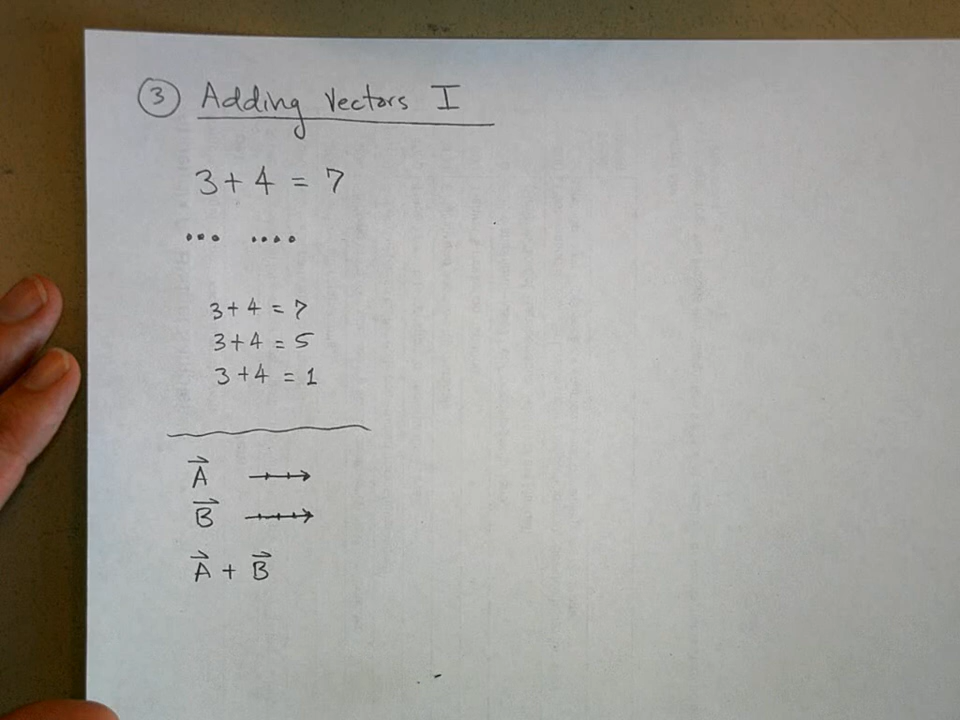 ③ Adding Vectors I
3 + 4 = 7
3 + 4 = 7
3 + 4 = 5
3 + 4 = 1
A⃗
B⃗
A⃗ + B⃗